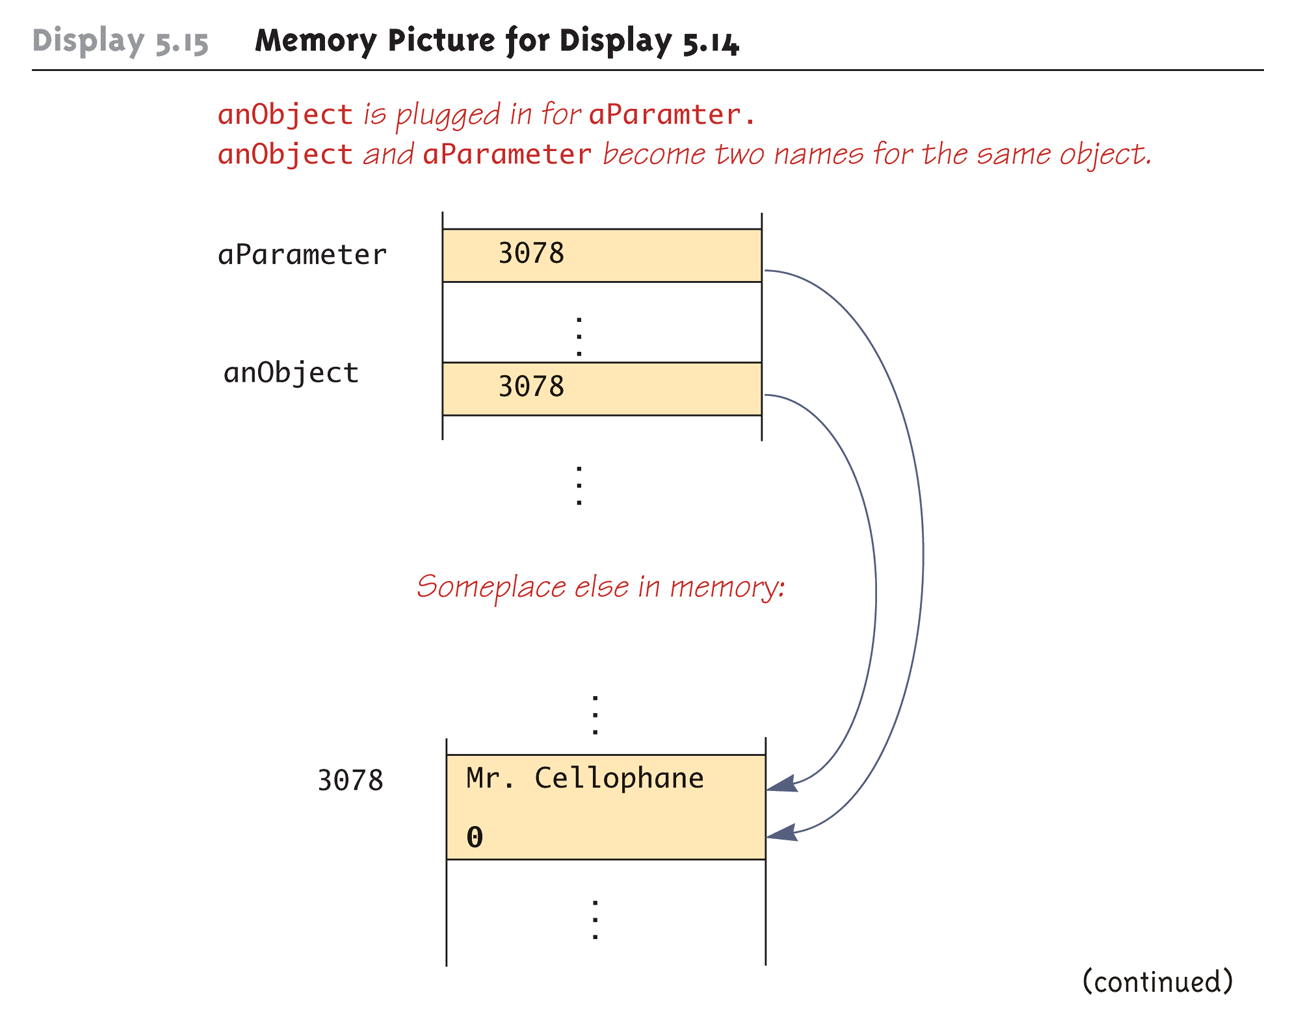 Display 5.15 Memory Picture for Display 5.14
anObject is plugged in for aParamter.
anObject and aParameter become two names for the same object.
aParameter 3078
anObject 3078
Someplace else in memory:
3078 Mr. Cellophane
0
(continued)